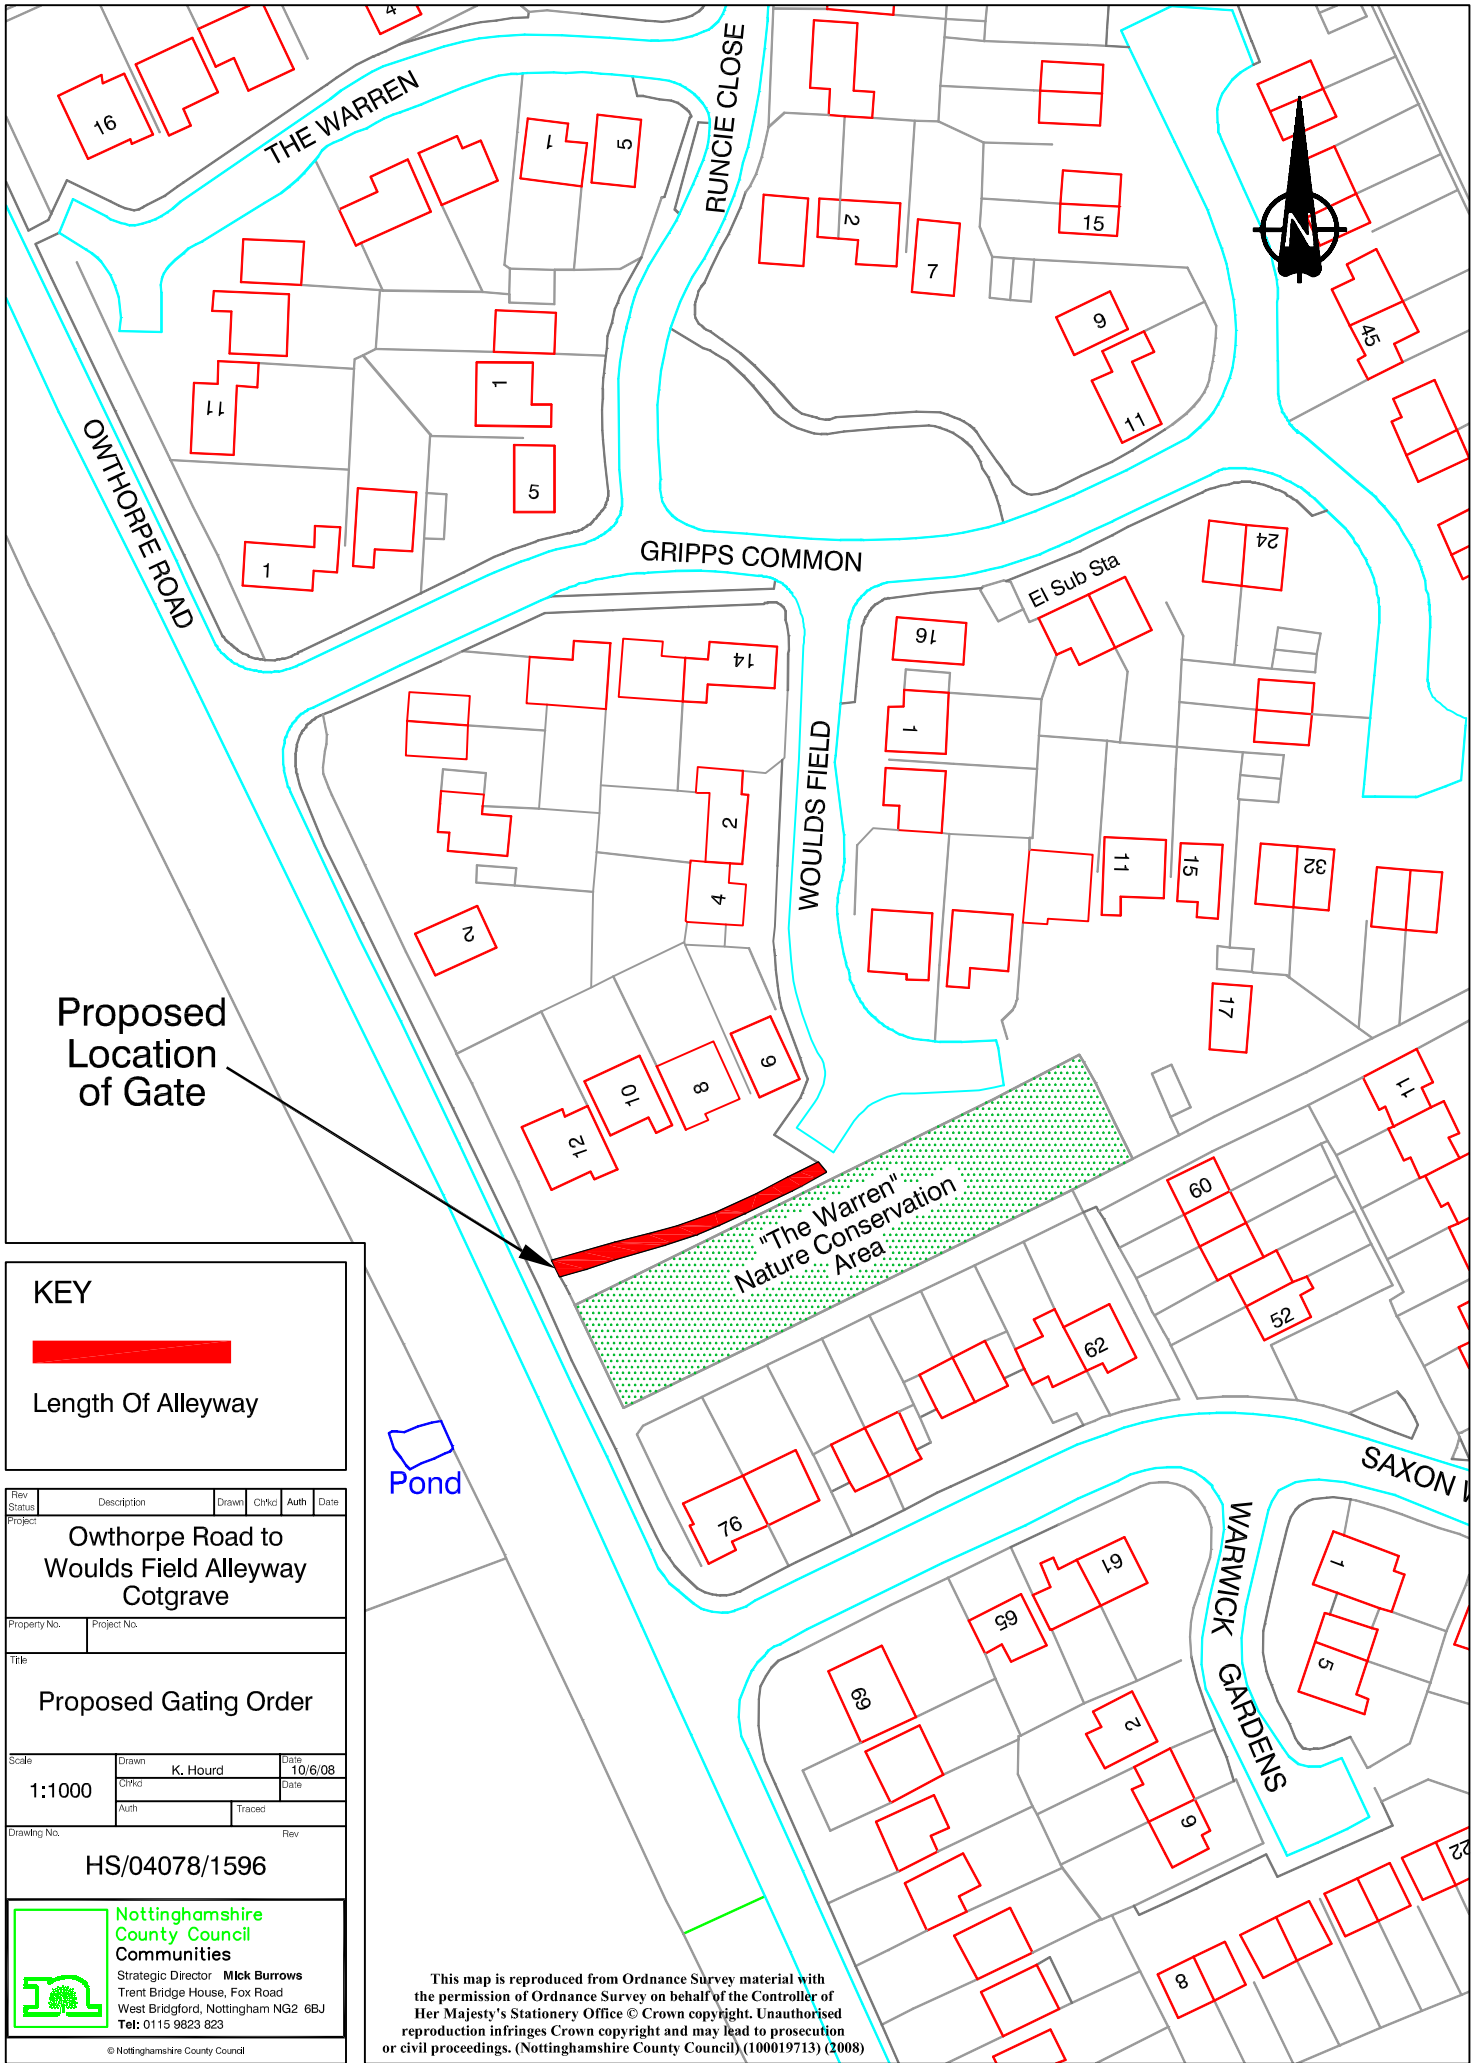 4
16
THE WARREN
RUNCIE CLOSE
1
5
2
7
15
9
11
45
N
11
1
5
1
OWTHORPE ROAD
GRIPPS COMMON
El Sub Sta
24
16
14
1
WOULDS FIELD
2
4
2
11
15
32
17
Proposed
Location
of Gate
12
10
8
6
"The Warren"
Nature Conservation
Area
11
60
52
62
76
SAXON W
WARWICK GARDENS
1
5
61
65
69
2
6
8
22
Pond
KEY
Length Of Alleyway
Rev Status Description Drawn Ch'kd Auth Date
Project
Owthorpe Road to
Woulds Field Alleyway
Cotgrave
Property No. Project No.
Title
Proposed Gating Order
Scale Drawn Date
1:1000 K. Hourd 10/6/08
Ch'kd Date
Auth Traced
Drawing No. Rev
HS/04078/1596
Nottinghamshire
County Council
Communities
Strategic Director Mick Burrows
Trent Bridge House, Fox Road
West Bridgford, Nottingham NG2 6BJ
Tel: 0115 9823 823
© Nottinghamshire County Council
This map is reproduced from Ordnance Survey material with
the permission of Ordnance Survey on behalf of the Controller of
Her Majesty's Stationery Office © Crown copyright. Unauthorised
reproduction infringes Crown copyright and may lead to prosecution
or civil proceedings. (Nottinghamshire County Council) (100019713) (2008)